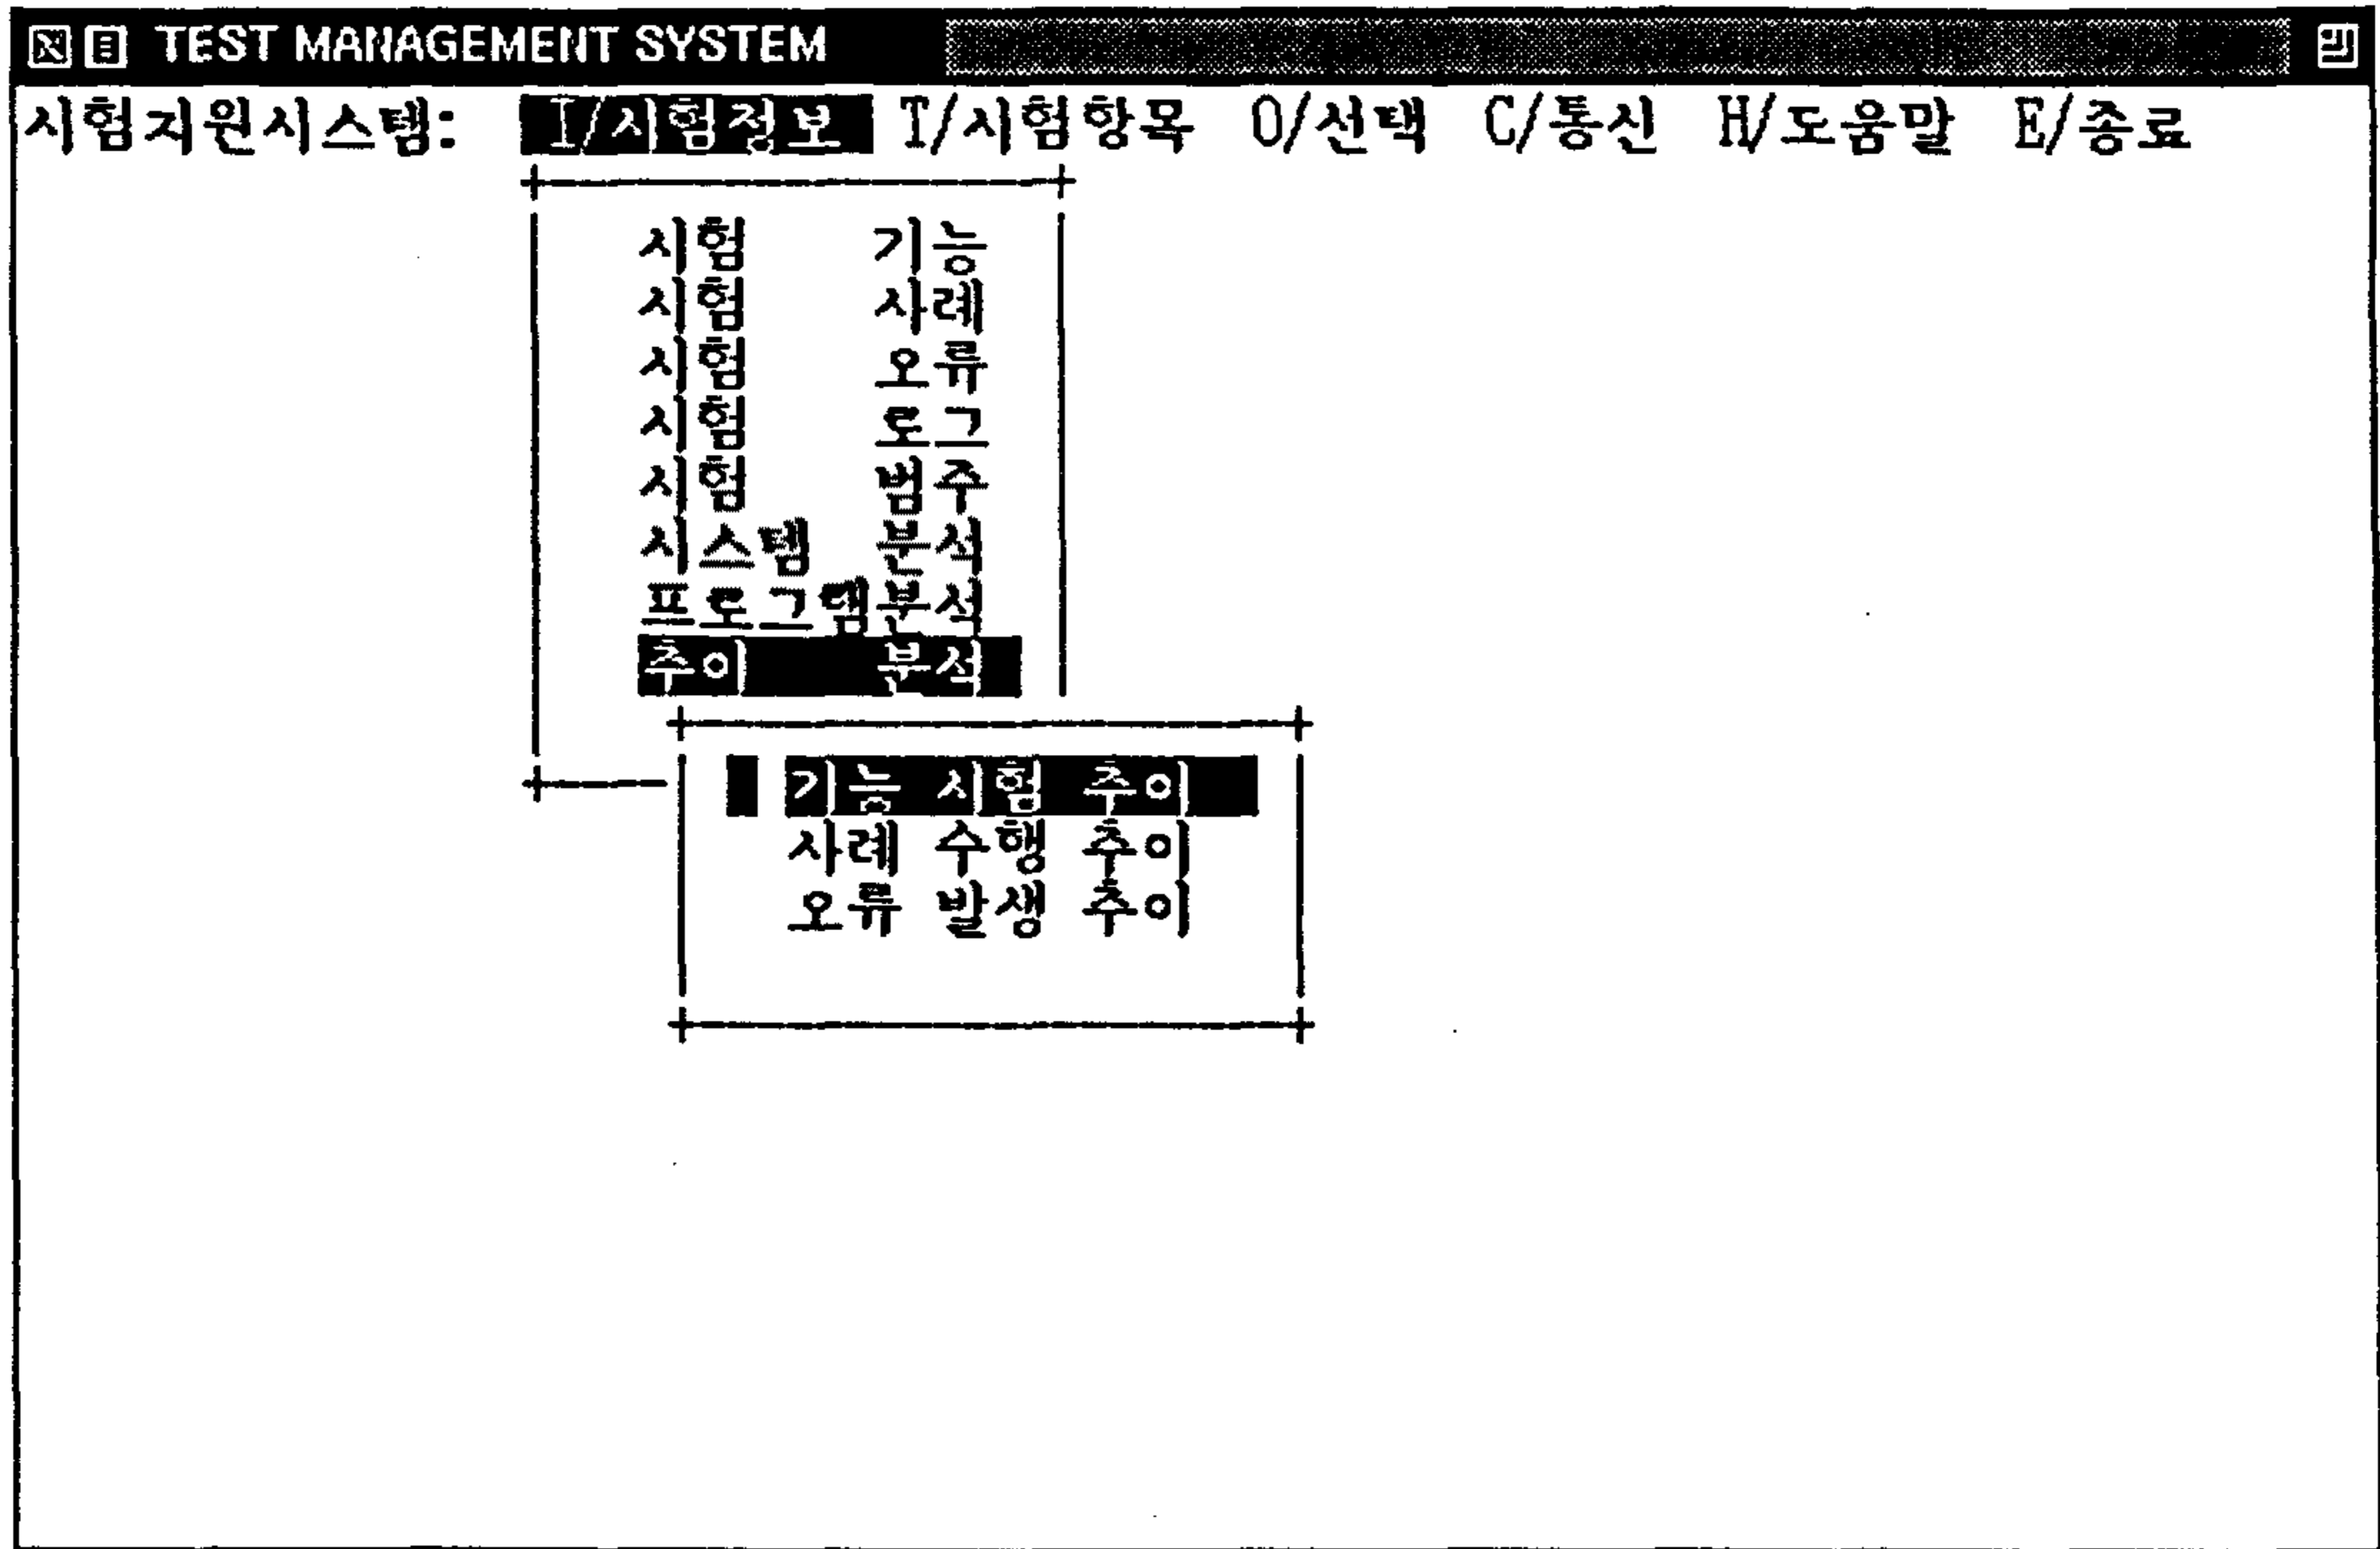 TEST MANAGEMENT SYSTEM
시험지원시스템: I/시험정보 T/시험항목 O/선택 C/통신 H/도움말 E/종료
시험 기능
시험 사례
시험 오류
시험 로그
시험 범주
시스템 분석
프로그램분석
추이 분석
기능 시험 추이
사례 수행 추이
오류 발생 추이